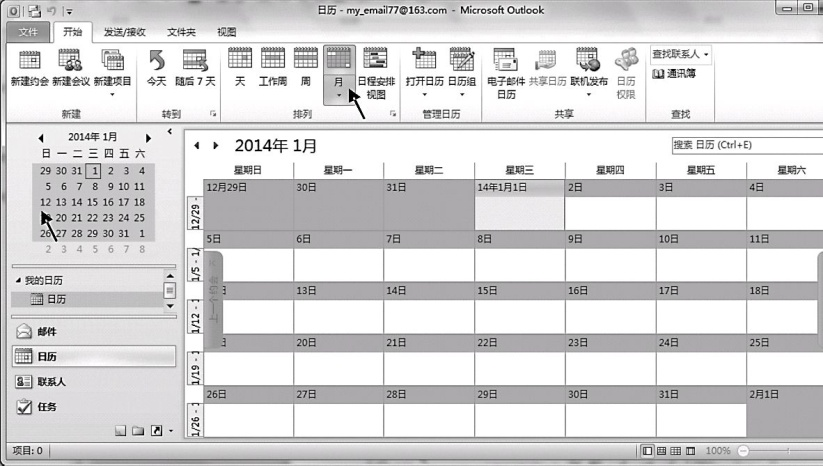 日历 - my_email77@163.com - Microsoft Outlook
文件 开始 发送/接收 文件夹 视图
新建约会 新建会议 新建项目 今天 随后 7 天 天 工作周 周 月 日程安排视图 打开日历 日历组 电子邮件日历 共享日历 联机发布 日历权限 查找联系人
通讯簿
新建 转到 排列 管理日历 共享 查找
2014年 1月
日 一 二 三 四 五 六
29 30 31 1 2 3 4
5 6 7 8 9 10 11
12 13 14 15 16 17 18
20 21 22 23 24 25
26 27 28 29 30 31 1
2 3 4 5 6 7 8
我的日历
日历
邮件
日历
联系人
任务
2014年 1月
搜索 日历 (Ctrl+E)
星期日 星期一 星期二 星期三 星期四 星期五 星期六
12月29日 30日 31日 14年1月1日 2日 3日 4日
12/29 -
5日 6日 7日 8日 9日 10日 11日
1/5 - 1/
上一个约会
13日 14日 15日 16日 17日 18日
1/12 - 1
20日 21日 22日 23日 24日 25日
1/19 - 1
26日 27日 28日 29日 30日 31日 2月1日
1/26 - 1
项目: 0
100%